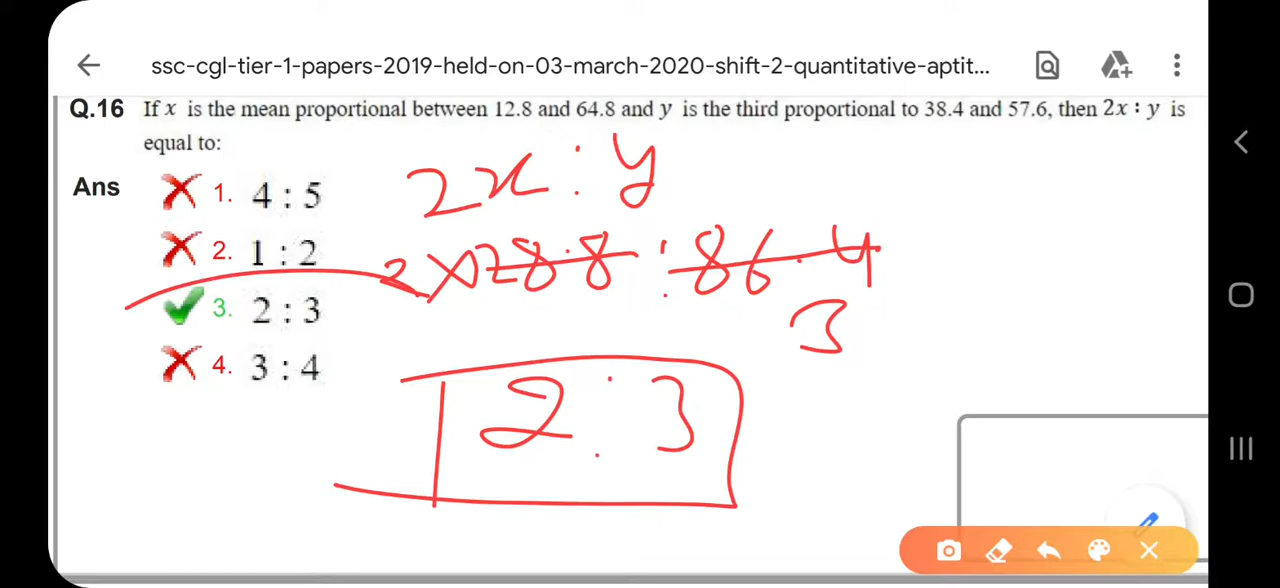 ssc-cgl-tier-1-papers-2019-held-on-03-march-2020-shift-2-quantitative-aptit...
Q.16 If x is the mean proportional between 12.8 and 64.8 and y is the third proportional to 38.4 and 57.6, then 2x : y is
equal to:
Ans
1. 4 : 5
2. 1 : 2
3. 2 : 3
4. 3 : 4
2x : y
2x28.8 : 86.4
3
2 : 3